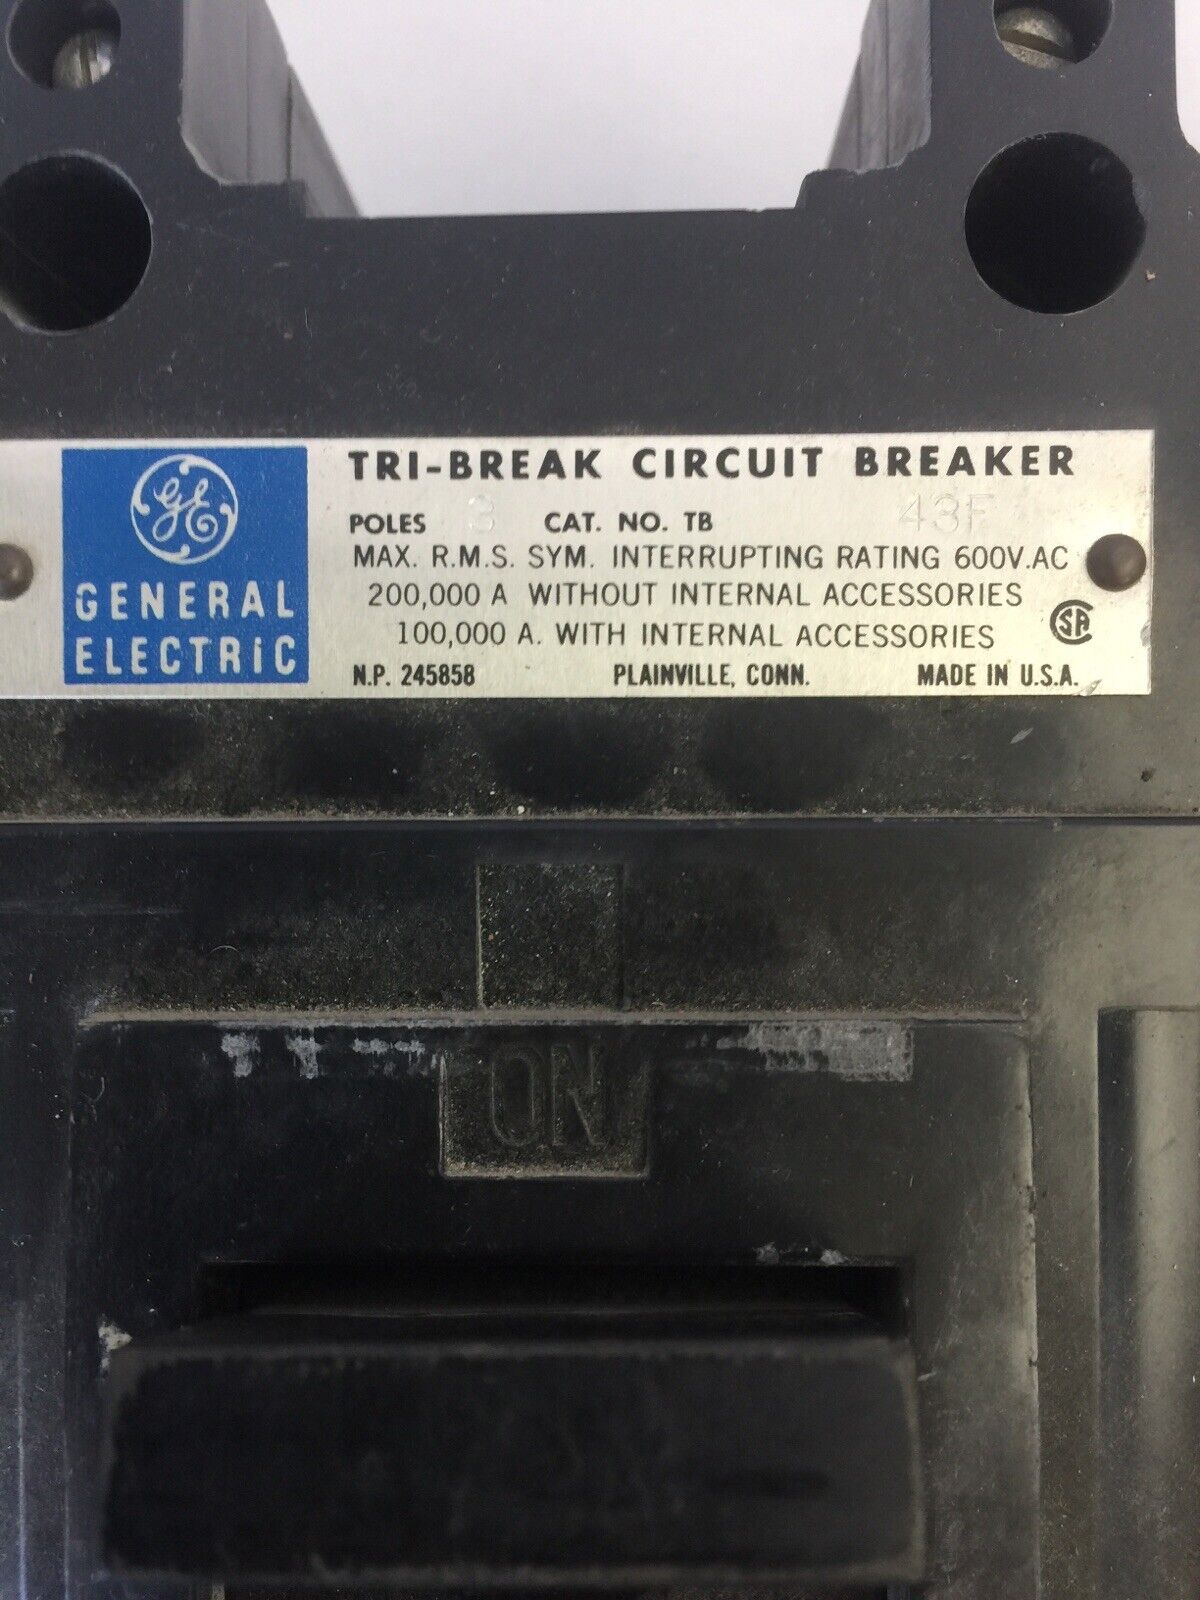 GE
GENERAL
ELECTRIC
TRI-BREAK CIRCUIT BREAKER
POLES 3 CAT. NO. TB 43F
MAX. R.M.S. SYM. INTERRUPTING RATING 600V.AC
200,000 A WITHOUT INTERNAL ACCESSORIES
100,000 A. WITH INTERNAL ACCESSORIES
SA
N.P. 245858 PLAINVILLE, CONN. MADE IN U.S.A.
ON